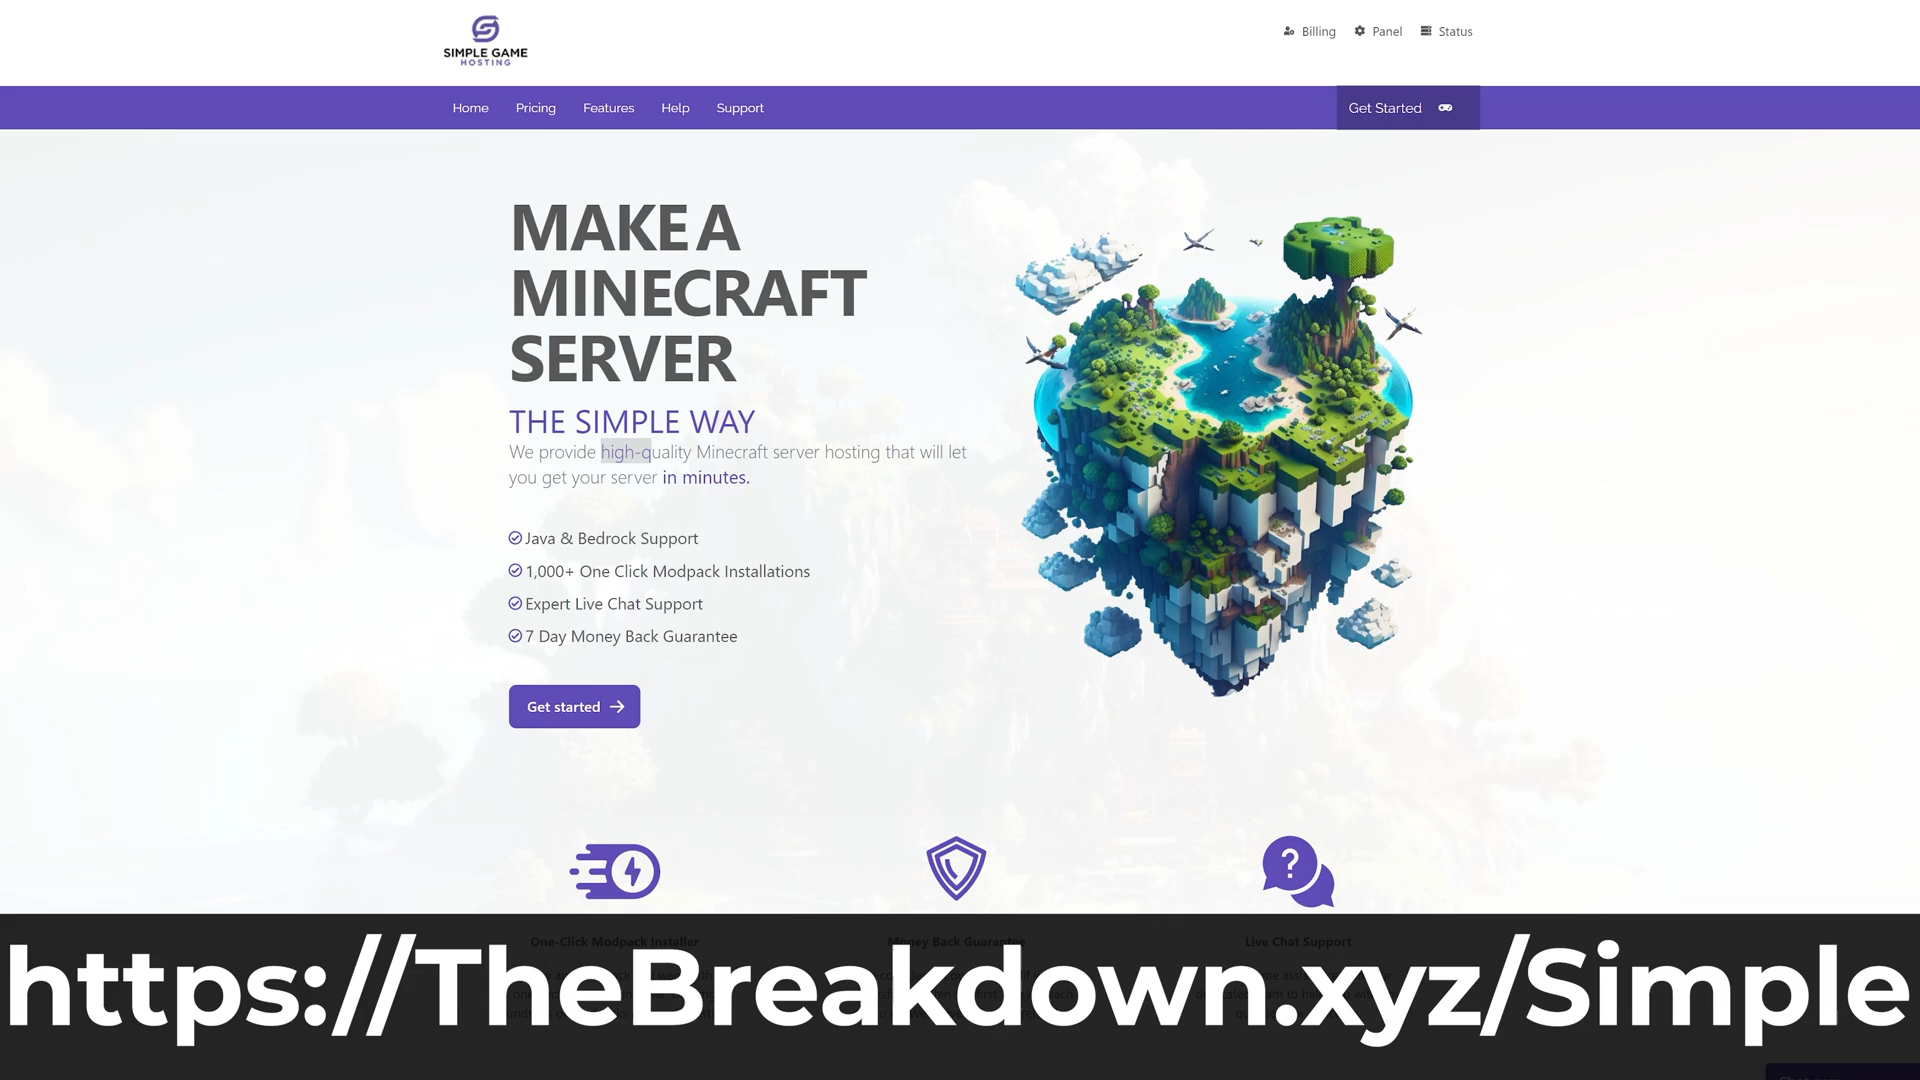 SIMPLE GAME
HOSTING
Billing
Panel
Status
Home
Pricing
Features
Help
Support
Get Started
MAKE A
MINECRAFT
SERVER
THE SIMPLE WAY
We provide high-quality Minecraft server hosting that will let
you get your server in minutes.
Java & Bedrock Support
1,000+ One Click Modpack Installations
Expert Live Chat Support
7 Day Money Back Guarantee
Get started
One-Click Modpack Installer
Money Back Guarantee
Live Chat Support
https://TheBreakdown.xyz/Simple